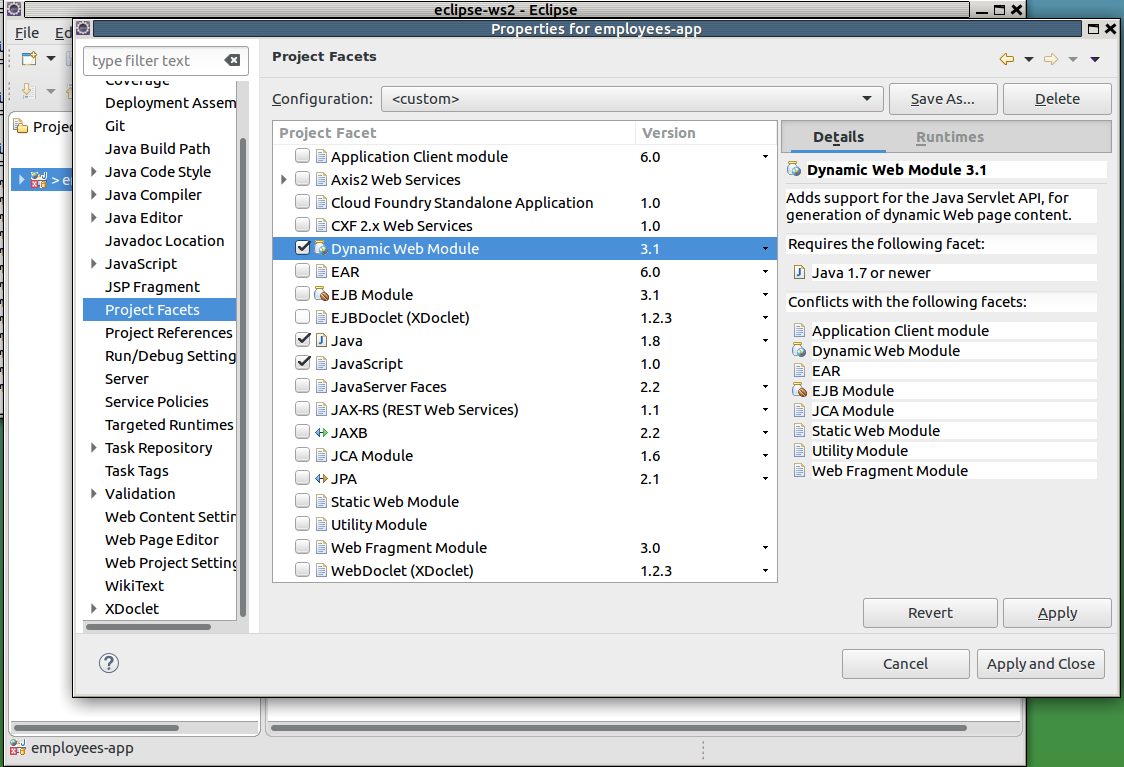 eclipse-ws2 - Eclipse
Properties for employees-app
File Ed
type filter text
Project Facets
Configuration: <custom> Save As... Delete
Coverage
Deployment Assem
Git
Java Build Path
Java Code Style
Java Compiler
Java Editor
Javadoc Location
JavaScript
JSP Fragment
Project Facets
Project References
Run/Debug Setting
Server
Service Policies
Targeted Runtimes
Task Repository
Task Tags
Validation
Web Content Settin
Web Page Editor
Web Project Setting
WikiText
XDoclet
Projec
> e
Project Facet Version
Application Client module 6.0
Axis2 Web Services
Cloud Foundry Standalone Application 1.0
CXF 2.x Web Services 1.0
Dynamic Web Module 3.1
EAR 6.0
EJB Module 3.1
EJBDoclet (XDoclet) 1.2.3
Java 1.8
JavaScript 1.0
JavaServer Faces 2.2
JAX-RS (REST Web Services) 1.1
JAXB 2.2
JCA Module 1.6
JPA 2.1
Static Web Module
Utility Module
Web Fragment Module 3.0
WebDoclet (XDoclet) 1.2.3
Details Runtimes
Dynamic Web Module 3.1
Adds support for the Java Servlet API, for
generation of dynamic Web page content.
Requires the following facet:
Java 1.7 or newer
Conflicts with the following facets:
Application Client module
Dynamic Web Module
EAR
EJB Module
JCA Module
Static Web Module
Utility Module
Web Fragment Module
Revert Apply
? Cancel Apply and Close
employees-app